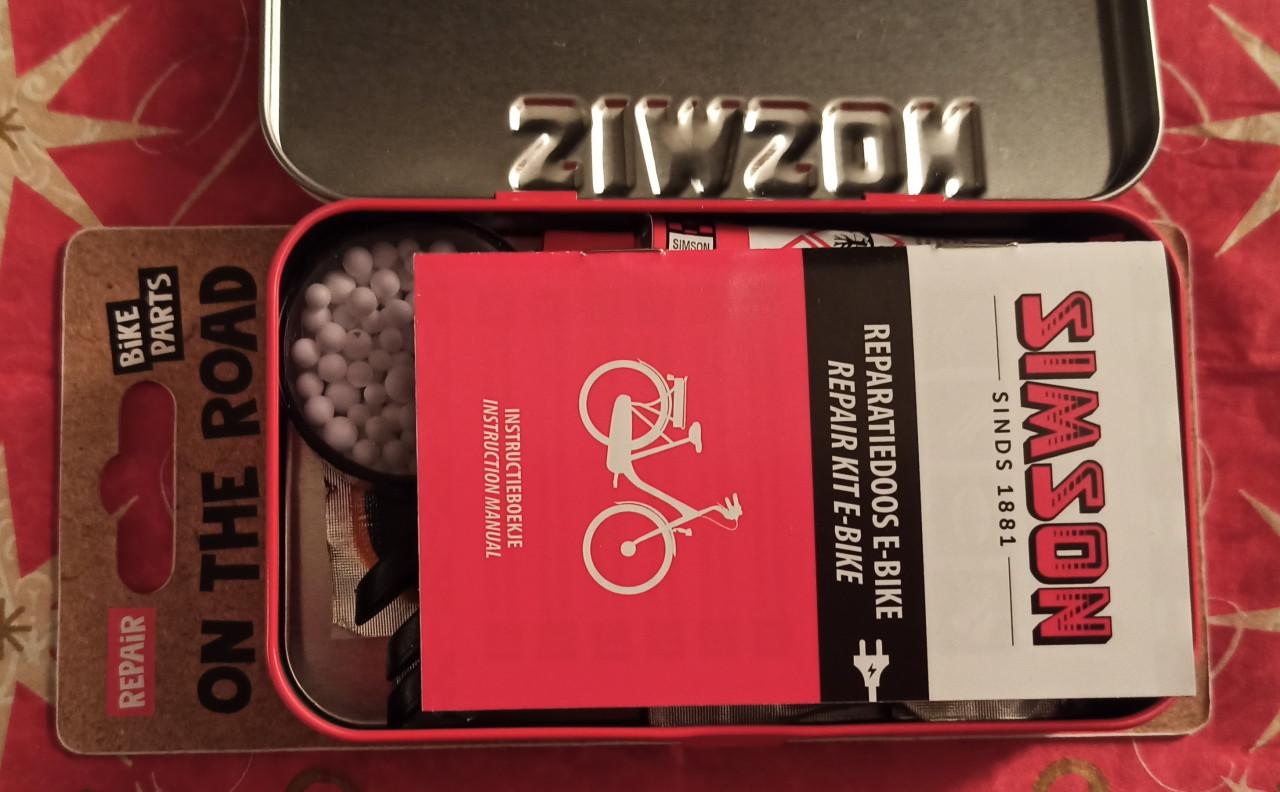 SIMSON
SIMSON
SIMSON
SINDS 1881
REPARATIEDOOS E-BIKE
REPAIR KIT E-BIKE
INSTRUCTIEBOEKJE
INSTRUCTION MANUAL
BiKE
PARTS
ON THE ROAD
REPAiR